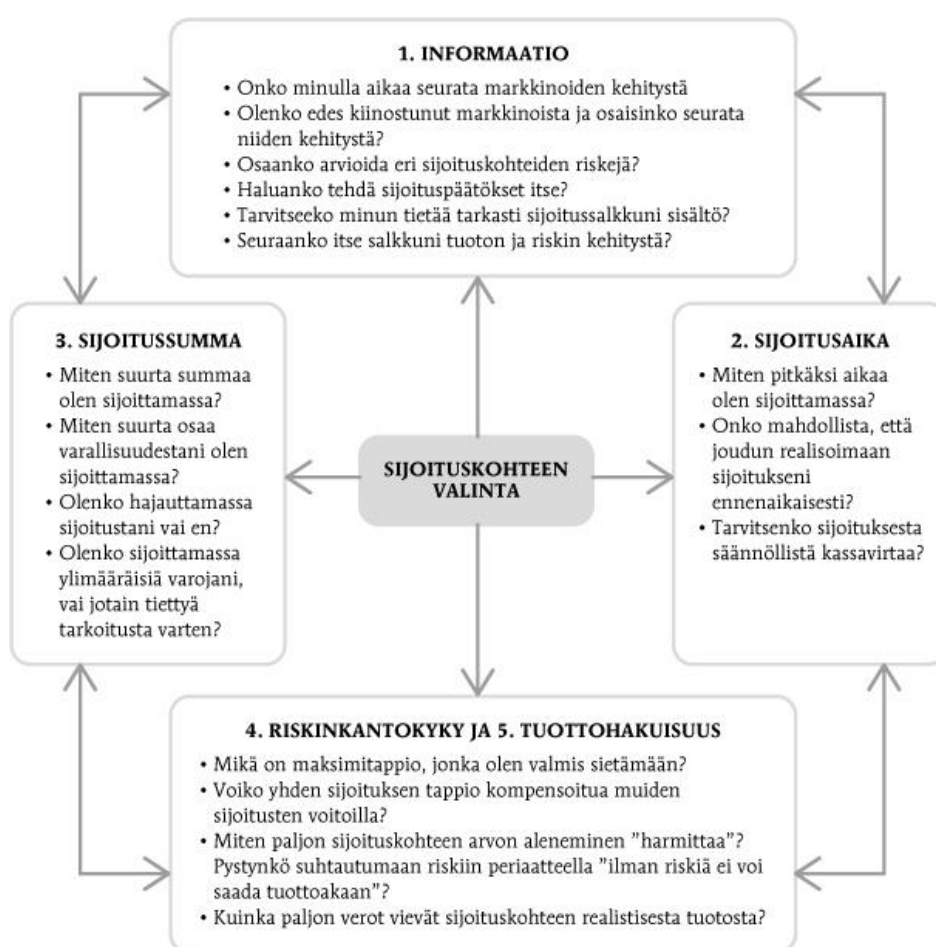 1. INFORMAATIO
• Onko minulla aikaa seurata markkinoiden kehitystä
• Olenko edes kiinostunut markkinoista ja osaisinko seurata
niiden kehitystä?
• Osaanko arvioida eri sijoituskohteiden riskejä?
• Haluanko tehdä sijoituspäätökset itse?
• Tarvitseeko minun tietää tarkasti sijoitussalkkuni sisältö?
• Seuraanko itse salkkuni tuoton ja riskin kehitystä?
3. SIJOITUSSUMMA
• Miten suurta summaa
olen sijoittamassa?
• Miten suurta osaa
varallisuudestani olen
sijoittamassa?
• Olenko hajauttamassa
sijoitustani vai en?
• Olenko sijoittamassa
ylimääräisiä varojani,
vai jotain tiettyä
tarkoitusta varten?
SIJOITUSKOHTEEN
VALINTA
2. SIJOITUSAIKA
• Miten pitkäksi aikaa
olen sijoittamassa?
• Onko mahdollista, että
joudun realisoimaan
sijoitukseni
ennenaikaisesti?
• Tarvitsenko sijoituksesta
säännöllistä kassavirtaa?
4. RISKINKANTOKYKY JA 5. TUOTTOHAKUISUUS
• Mikä on maksimitappio, jonka olen valmis sietämään?
• Voiko yhden sijoituksen tappio kompensoitua muiden
sijoitusten voitoilla?
• Miten paljon sijoituskohteen arvon aleneminen ”harmittaa”?
Pystynkö suhtautumaan riskiin periaatteella ”ilman riskiä ei voi
saada tuottoakaan”?
• Kuinka paljon verot vievät sijoituskohteen realistisesta tuotosta?